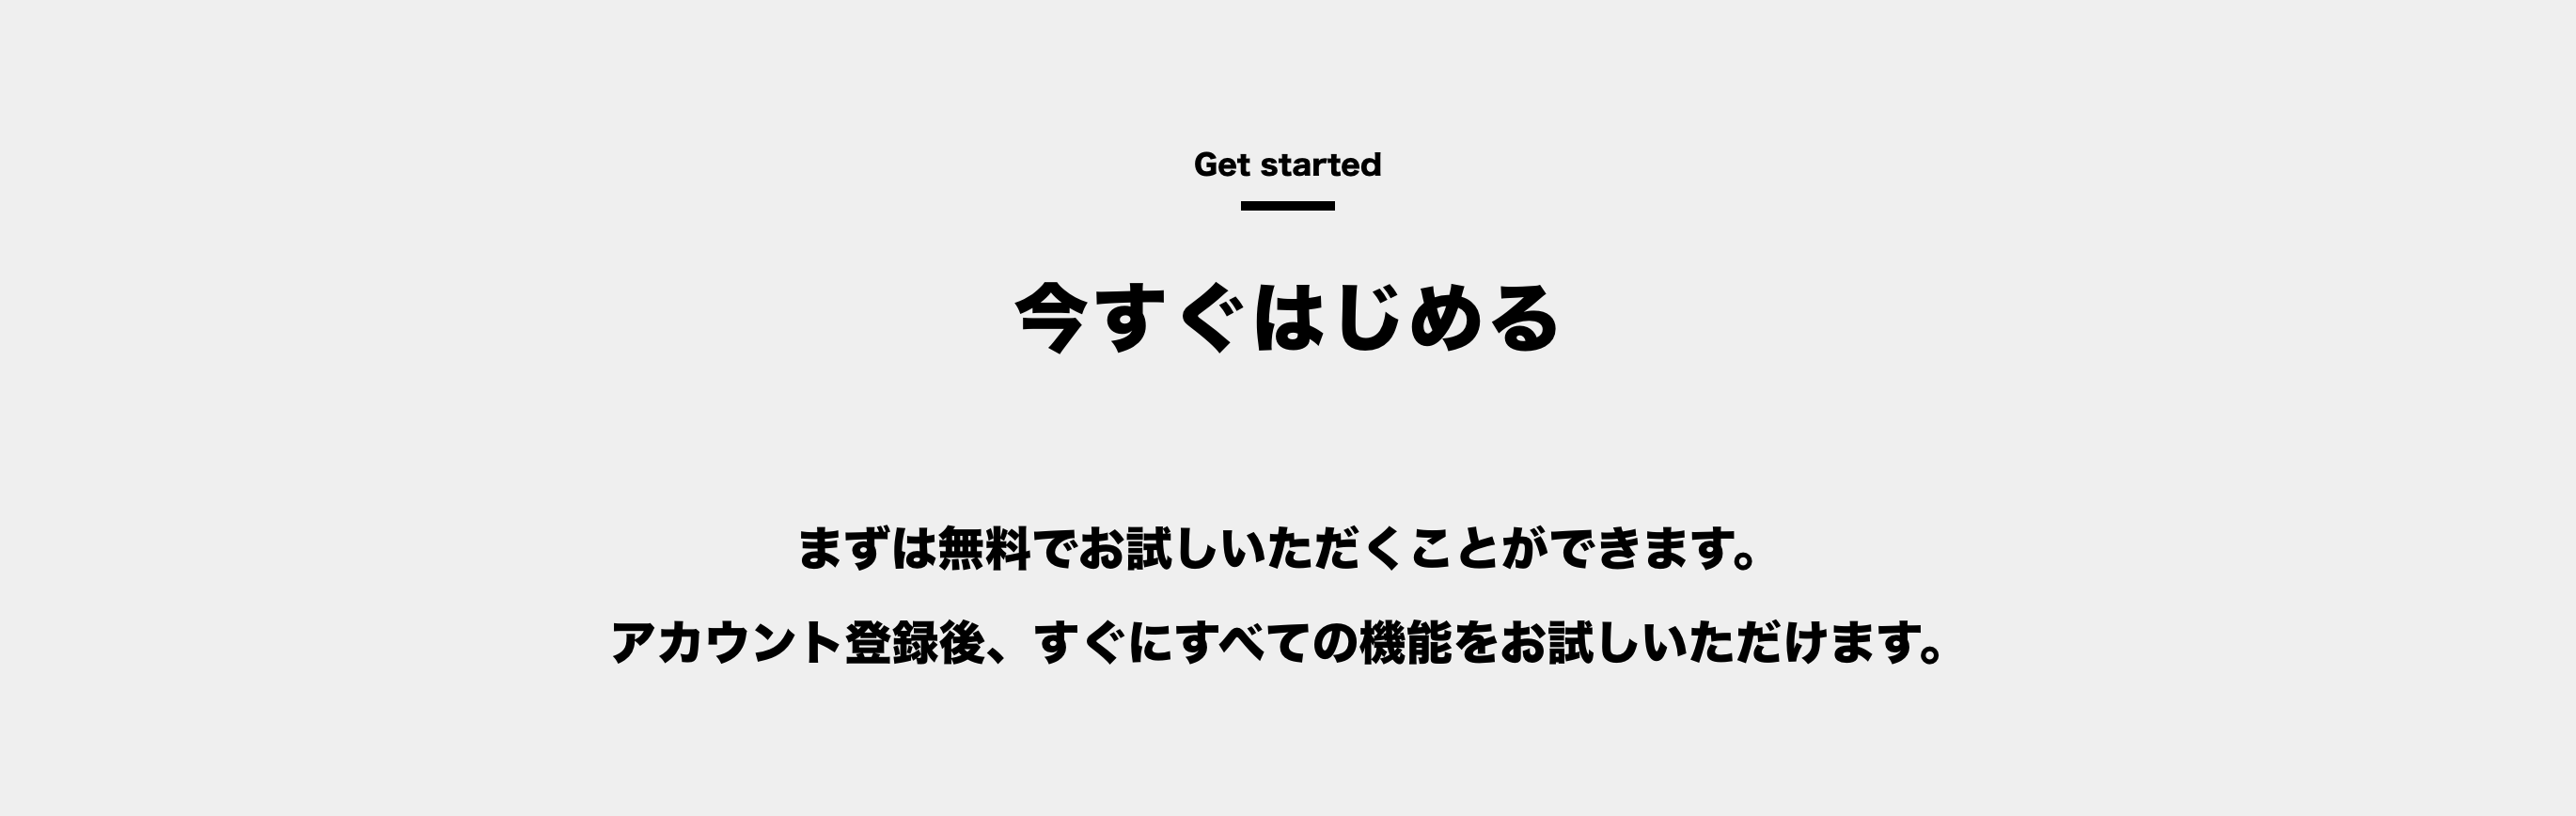 Get started
今すぐはじめる
まずは無料でお試しいただくことができます。
アカウント登録後、すぐにすべての機能をお試しいただけます。